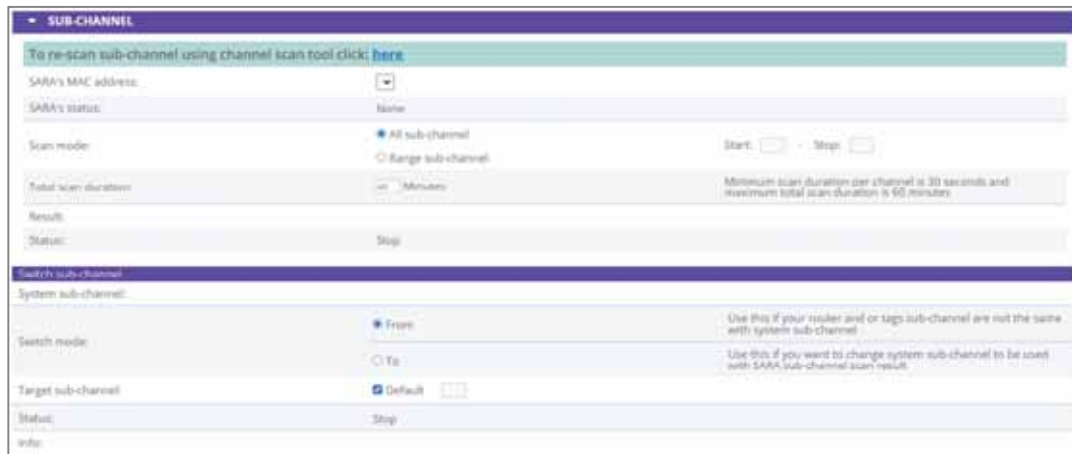 SUB-CHANNEL
To re-scan sub-channel using channel scan tool click: here
SARA's MAC address:
SARA's status: None
Scan mode: All sub-channel Start: - Stop:
Range sub-channel
Total scan duration: Minutes Minimum scan duration per channel is 30 seconds and
maximum total scan duration is 60 minutes
Result:
Status: Stop
Switch sub-channel
System sub-channel:
Switch mode: From Use this if your router and or tags sub-channel are not the same
with system sub-channel
To Use this if you want to change system sub-channel to be used
with SARA sub-channel scan result
Target sub-channel: Default
Status: Stop
Info: